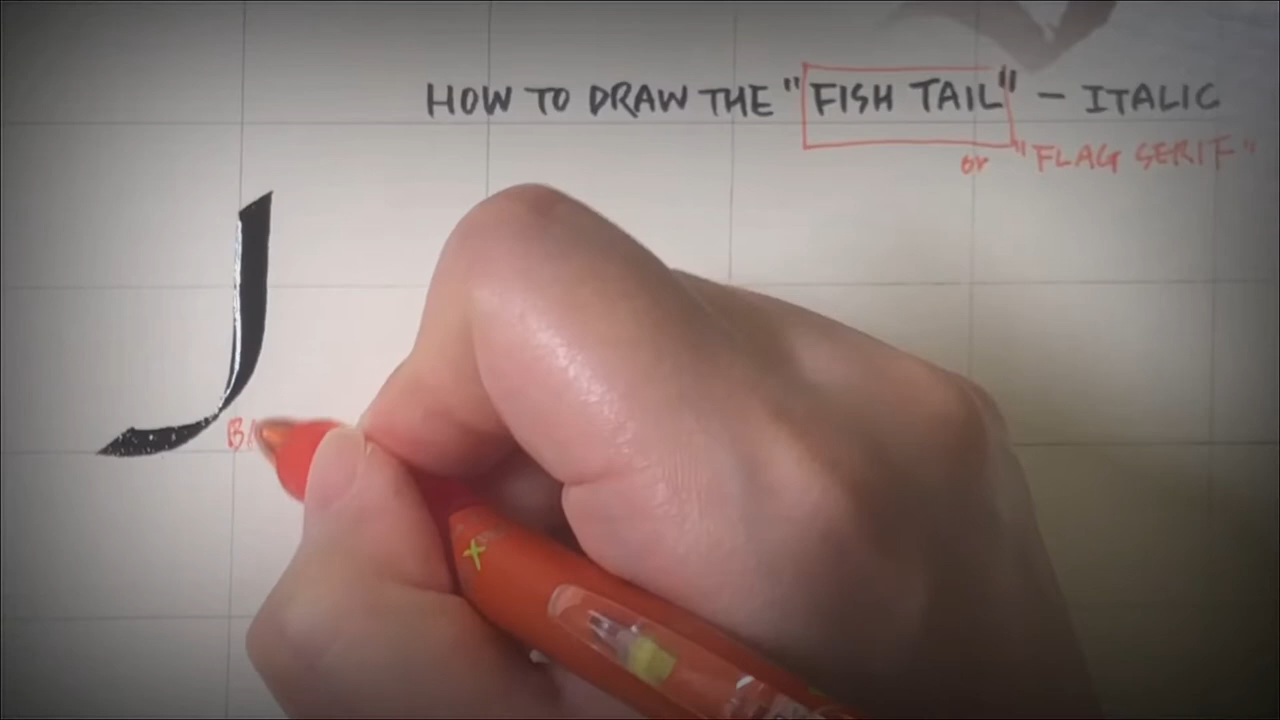 HOW TO DRAW THE "FISH TAIL" - ITALIC
or "FLAG SERIF"
J